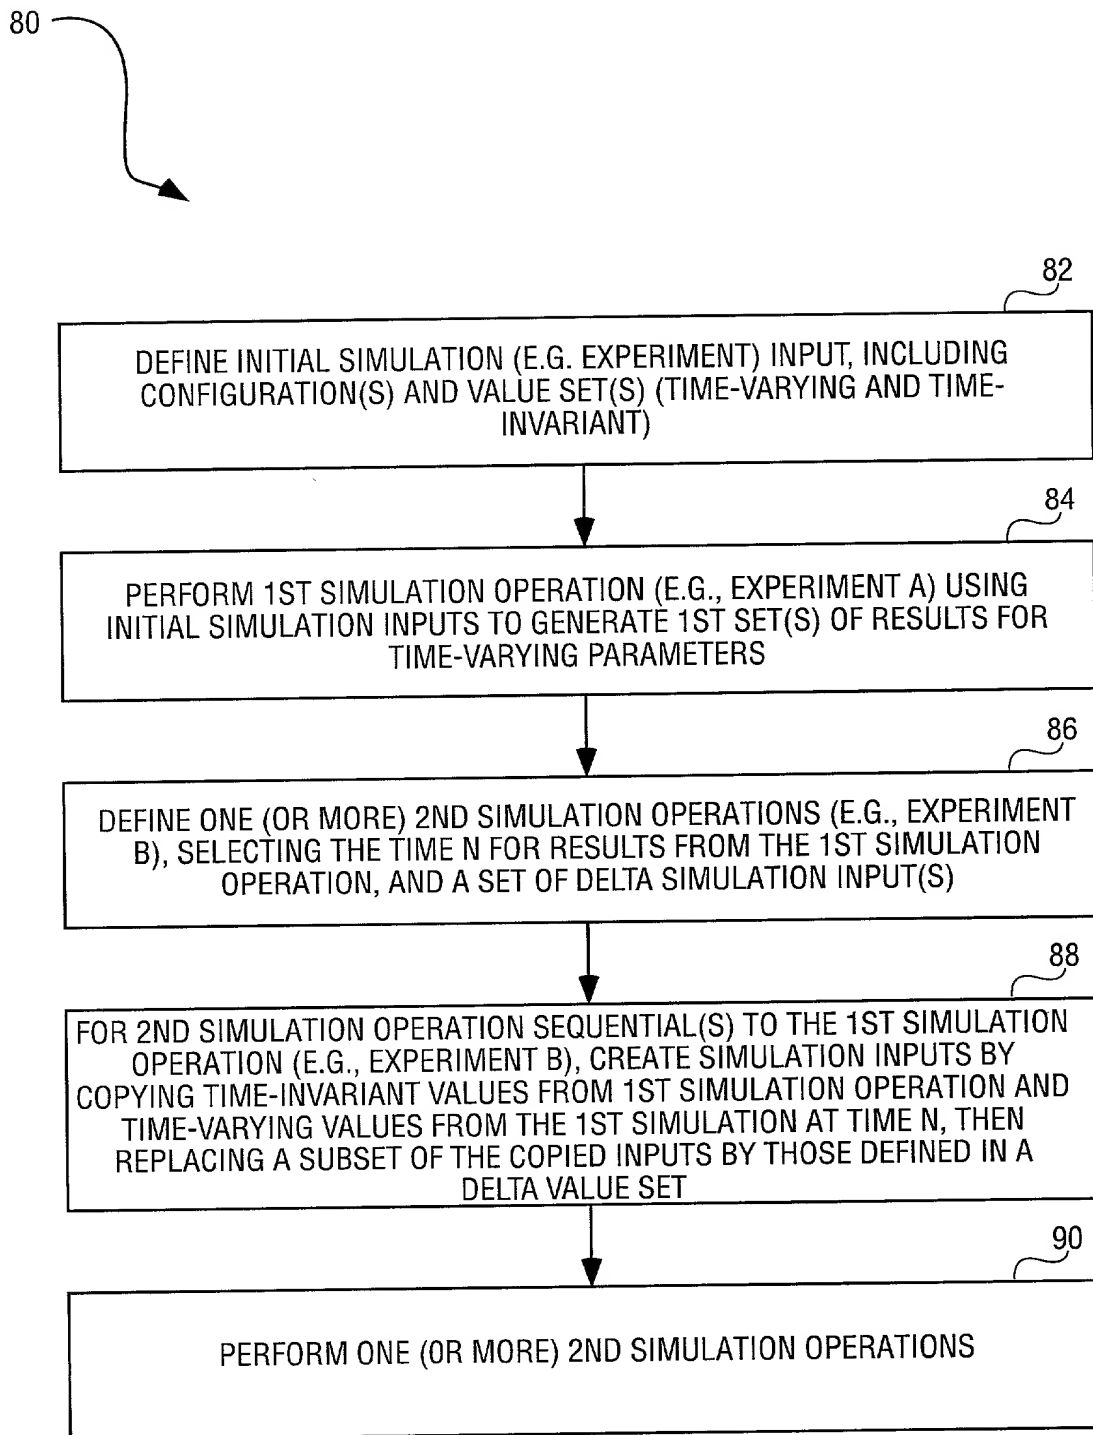 80
82
DEFINE INITIAL SIMULATION (E.G. EXPERIMENT) INPUT, INCLUDING
CONFIGURATION(S) AND VALUE SET(S) (TIME-VARYING AND TIME-
INVARIANT)
84
PERFORM 1ST SIMULATION OPERATION (E.G., EXPERIMENT A) USING
INITIAL SIMULATION INPUTS TO GENERATE 1ST SET(S) OF RESULTS FOR
TIME-VARYING PARAMETERS
86
DEFINE ONE (OR MORE) 2ND SIMULATION OPERATIONS (E.G., EXPERIMENT
B), SELECTING THE TIME N FOR RESULTS FROM THE 1ST SIMULATION
OPERATION, AND A SET OF DELTA SIMULATION INPUT(S)
88
FOR 2ND SIMULATION OPERATION SEQUENTIAL(S) TO THE 1ST SIMULATION
OPERATION (E.G., EXPERIMENT B), CREATE SIMULATION INPUTS BY
COPYING TIME-INVARIANT VALUES FROM 1ST SIMULATION OPERATION AND
TIME-VARYING VALUES FROM THE 1ST SIMULATION AT TIME N, THEN
REPLACING A SUBSET OF THE COPIED INPUTS BY THOSE DEFINED IN A
DELTA VALUE SET
90
PERFORM ONE (OR MORE) 2ND SIMULATION OPERATIONS